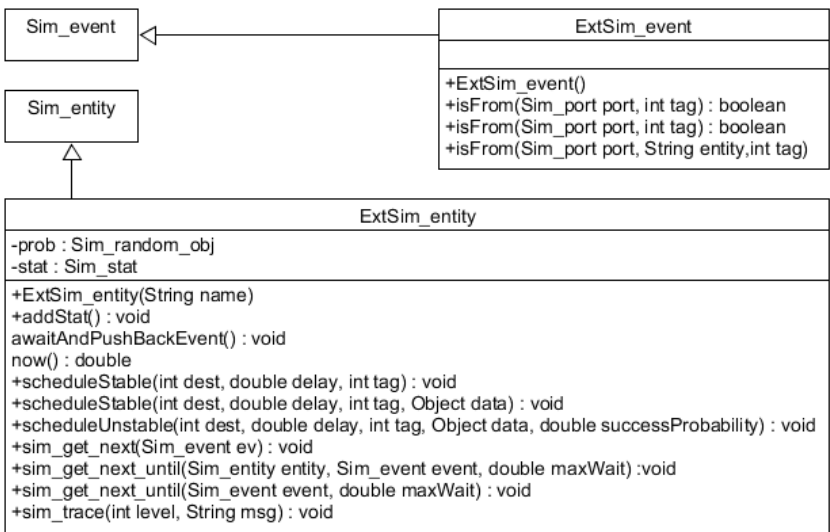 Sim_event
ExtSim_event
+ExtSim_event()
+isFrom(Sim_port port, int tag) : boolean
+isFrom(Sim_port port, int tag) : boolean
+isFrom(Sim_port port, String entity,int tag)
Sim_entity
ExtSim_entity
-prob : Sim_random_obj
-stat : Sim_stat
+ExtSim_entity(String name)
+addStat() : void
awaitAndPushBackEvent() : void
now() : double
+scheduleStable(int dest, double delay, int tag) : void
+scheduleStable(int dest, double delay, int tag, Object data) : void
+scheduleUnstable(int dest, double delay, int tag, Object data, double successProbability) : void
+sim_get_next(Sim_event ev) : void
+sim_get_next_until(Sim_entity entity, Sim_event event, double maxWait) :void
+sim_get_next_until(Sim_event event, double maxWait) : void
+sim_trace(int level, String msg) : void